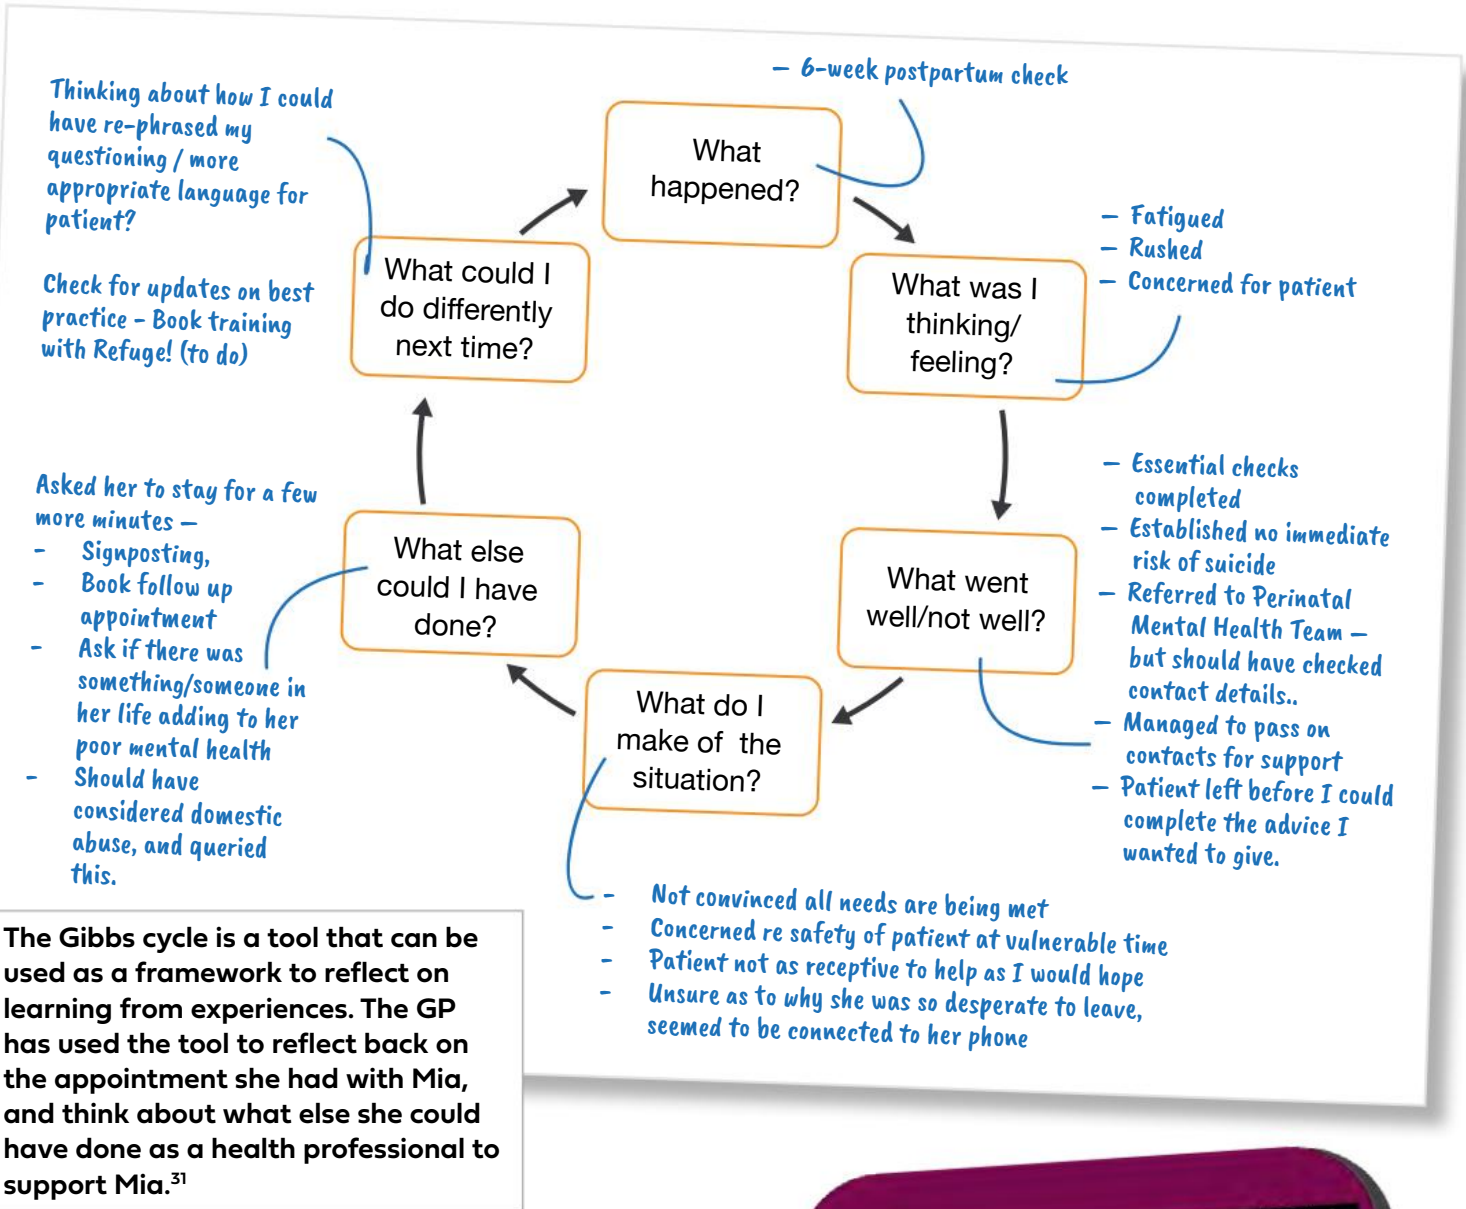 — 6-week postpartum check
What
happened?
— Fatigued
— Rushed
— Concerned for patient
What was I
thinking/
feeling?
— Essential checks
completed
— Established no immediate
risk of suicide
— Referred to Perinatal
Mental Health Team —
but should have checked
contact details..
— Managed to pass on
contacts for support
— Patient left before I could
complete the advice I
wanted to give.
What went
well/not well?
What do I
make of the
situation?
- Not convinced all needs are being met
- Concerned re safety of patient at vulnerable time
- Patient not as receptive to help as I would hope
- Unsure as to why she was so desperate to leave,
seemed to be connected to her phone
What else
could I have
done?
Asked her to stay for a few
more minutes —
- Signposting,
- Book follow up
appointment
- Ask if there was
something/someone in
her life adding to her
poor mental health
- Should have
considered domestic
abuse, and queried
this.
What could I
do differently
next time?
Thinking about how I could
have re-phrased my
questioning / more
appropriate language for
patient?
Check for updates on best
practice - Book training
with Refuge! (to do)
The Gibbs cycle is a tool that can be
used as a framework to reflect on
learning from experiences. The GP
has used the tool to reflect back on
the appointment she had with Mia,
and think about what else she could
have done as a health professional to
support Mia.31